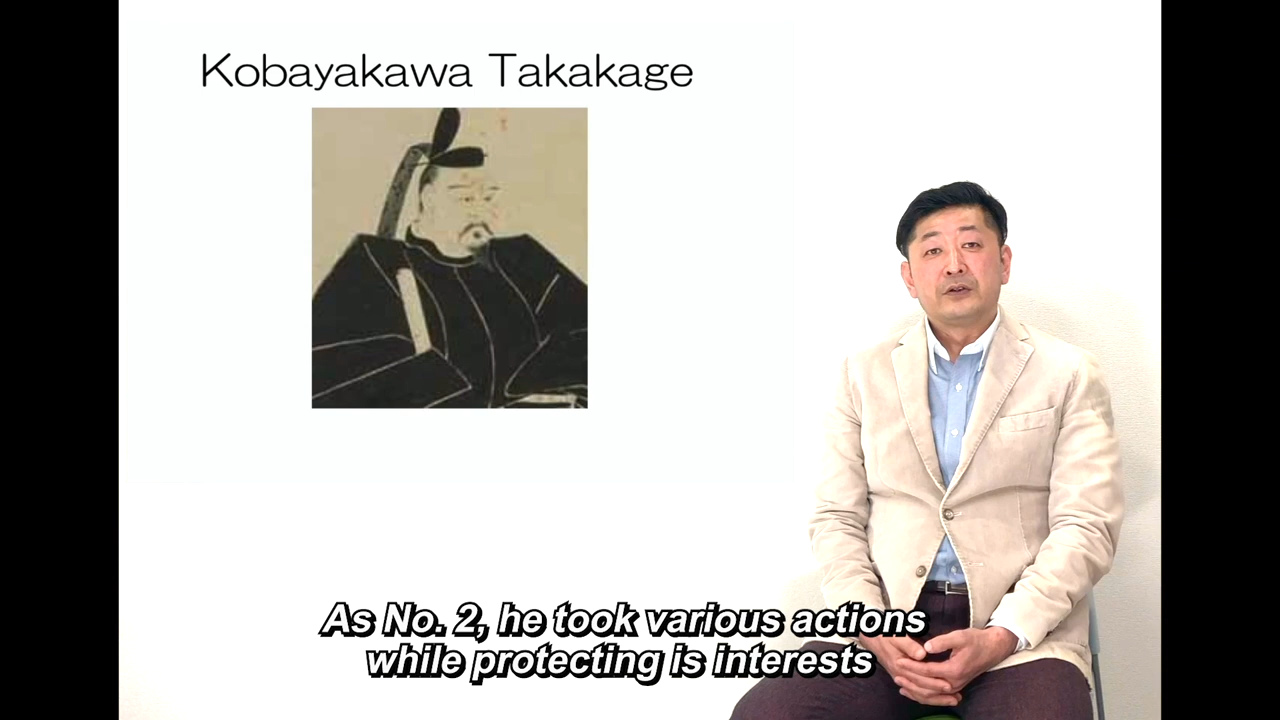 Kobayakawa Takakage
As No. 2, he took various actions
while protecting is interests